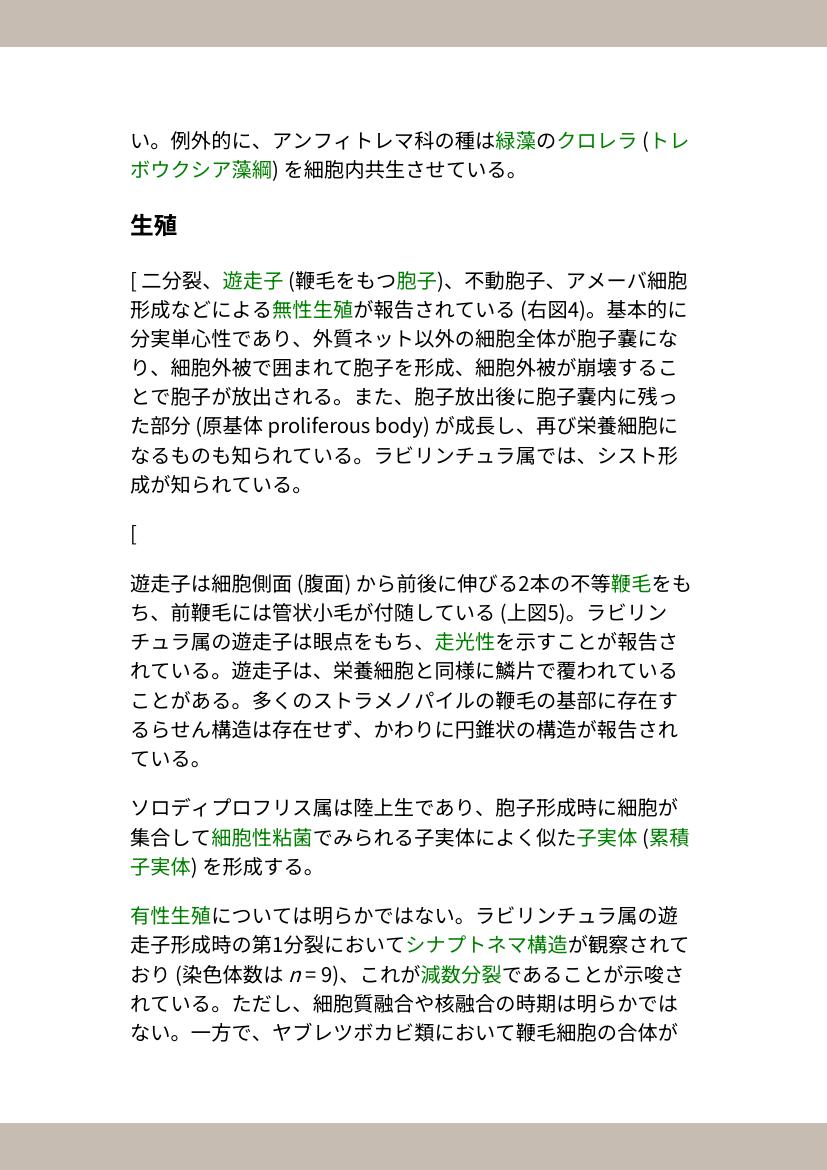 い。例外的に、アンフィトレマ科の種は緑藻のクロレラ (トレ
ボウクシア藻綱) を細胞内共生させている。
生殖
[ 二分裂、遊走子 (鞭毛をもつ胞子)、不動胞子、アメーバ細胞
形成などによる無性生殖が報告されている (右図4)。基本的に
分実単心性であり、外質ネット以外の細胞全体が胞子嚢にな
り、細胞外被で囲まれて胞子を形成、細胞外被が崩壊するこ
とで胞子が放出される。また、胞子放出後に胞子嚢内に残っ
た部分 (原基体 proliferous body) が成長し、再び栄養細胞に
なるものも知られている。ラビリンチュラ属では、シスト形
成が知られている。
[
遊走子は細胞側面 (腹面) から前後に伸びる2本の不等鞭毛をも
ち、前鞭毛には管状小毛が付随している (上図5)。ラビリン
チュラ属の遊走子は眼点をもち、走光性を示すことが報告さ
れている。遊走子は、栄養細胞と同様に鱗片で覆われている
ことがある。多くのストラメノパイルの鞭毛の基部に存在す
るらせん構造は存在せず、かわりに円錐状の構造が報告され
ている。
ソロディプロフリス属は陸上生であり、胞子形成時に細胞が
集合して細胞性粘菌でみられる子実体によく似た子実体 (累積
子実体) を形成する。
有性生殖については明らかではない。ラビリンチュラ属の遊
走子形成時の第1分裂においてシナプトネマ構造が観察されて
おり (染色体数は n = 9)、これが減数分裂であることが示唆さ
れている。ただし、細胞質融合や核融合の時期は明らかでは
ない。一方で、ヤブレツボカビ類において鞭毛細胞の合体が